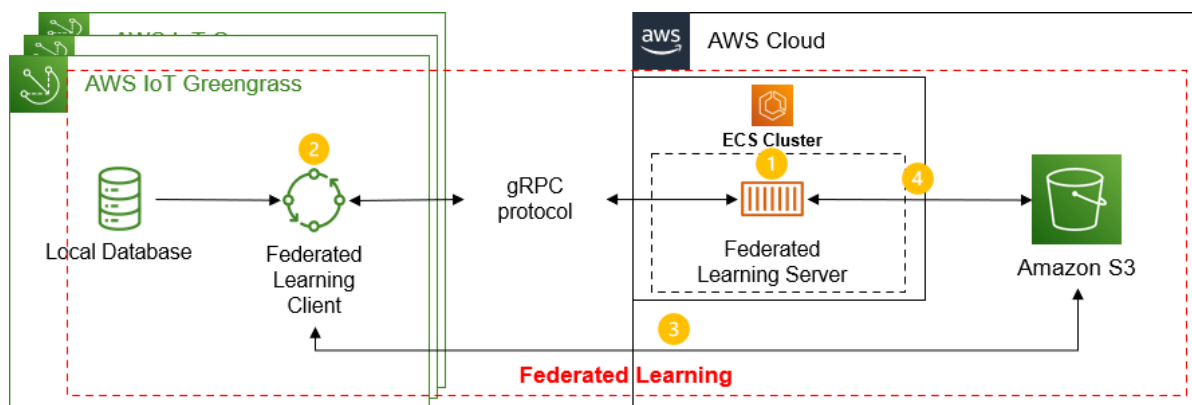 AWS IoT Greengrass
aws
AWS Cloud
ECS Cluster
1
2
4
gRPC
protocol
Local Database
Federated
Learning
Client
Federated
Learning Server
Amazon S3
3
Federated Learning